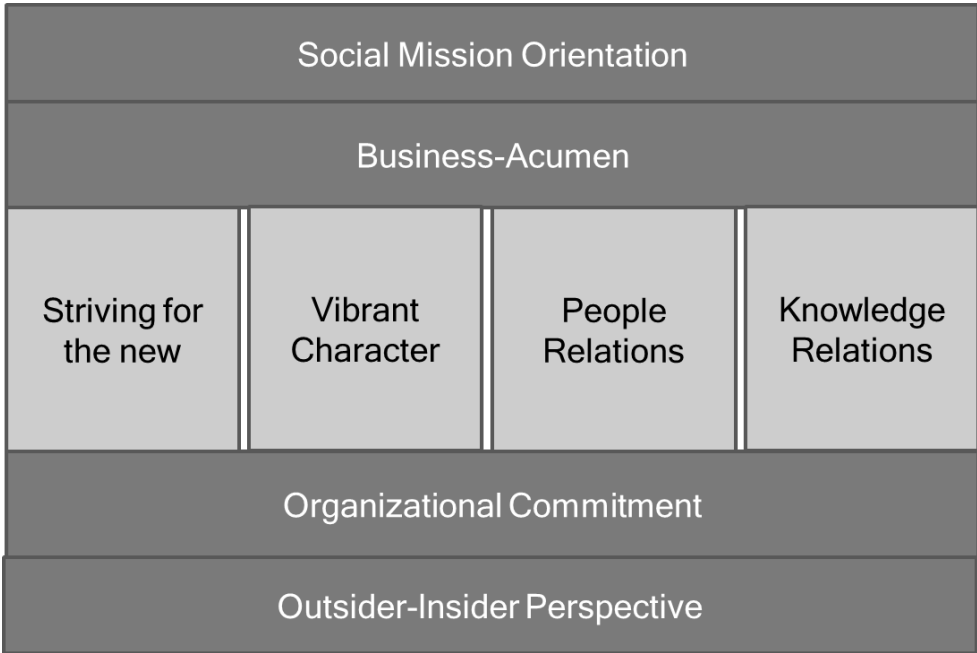 Social Mission Orientation
Business-Acumen
Striving for
the new
Vibrant
Character
People
Relations
Knowledge
Relations
Organizational Commitment
Outsider-Insider Perspective